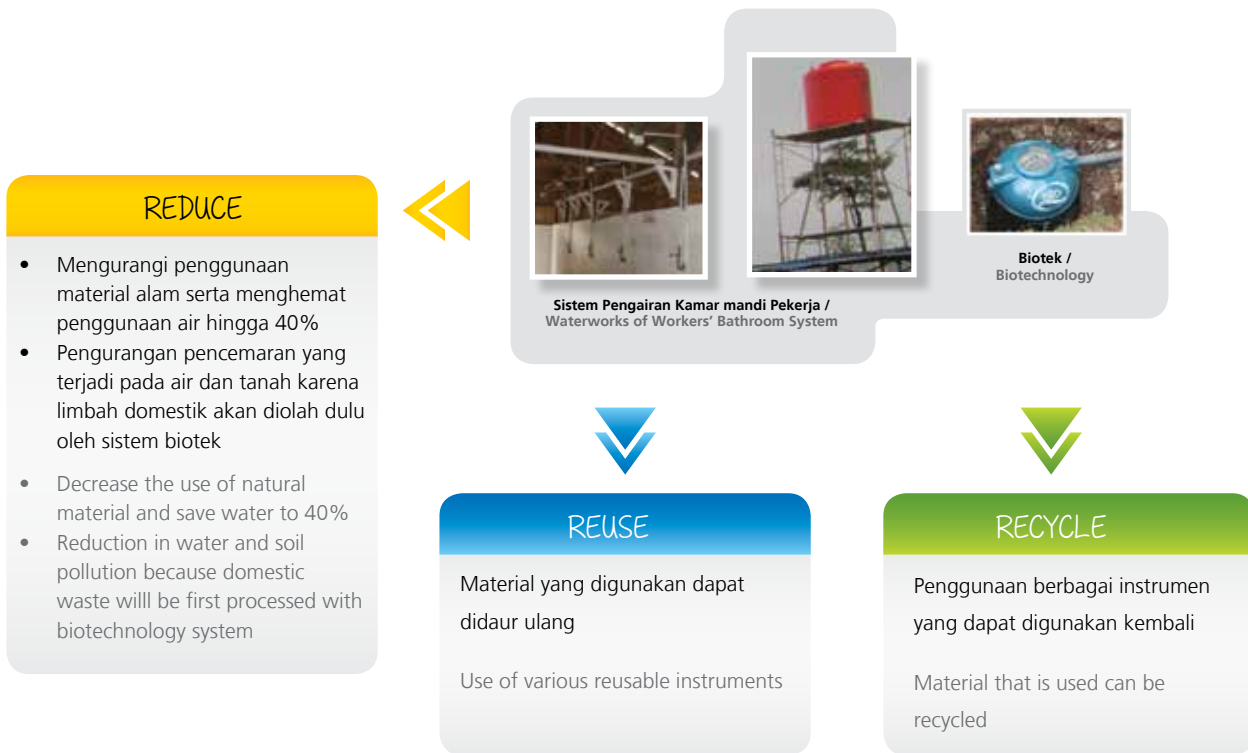 Sistem Pengairan Kamar mandi Pekerja /
Waterworks of Workers' Bathroom System
Biotek /
Biotechnology
REDUCE
• Mengurangi penggunaan
material alam serta menghemat
penggunaan air hingga 40%
• Pengurangan pencemaran yang
terjadi pada air dan tanah karena
limbah domestik akan diolah dulu
oleh sistem biotek
• Decrease the use of natural
material and save water to 40%
• Reduction in water and soil
pollution because domestic
waste willl be first processed with
biotechnology system
REUSE
Material yang digunakan dapat
didaur ulang
Use of various reusable instruments
RECYCLE
Penggunaan berbagai instrumen
yang dapat digunakan kembali
Material that is used can be
recycled